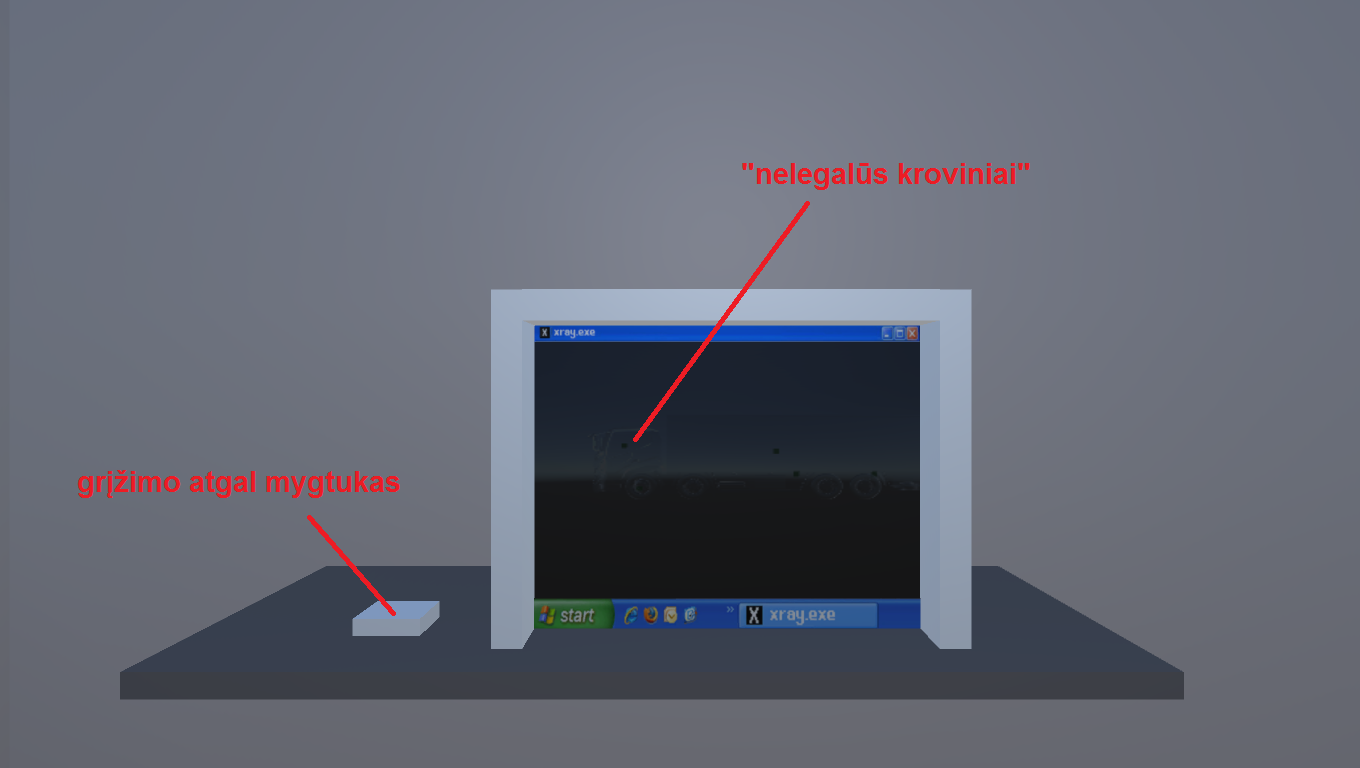 "nelegalūs kroviniai"
xray.exe
grįžimo atgal mygtukas
start
xray.exe